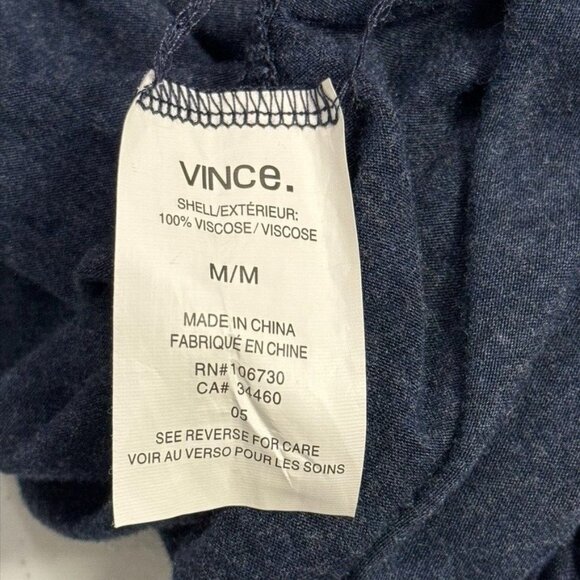 VINCe.
SHELL/EXTÉRIEUR:
100% VISCOSE/VISCOSE
M/M
MADE IN CHINA
FABRIQUÉ EN CHINE
RN#106730
CA# 34460
05
SEE REVERSE FOR CARE
VOIR AU VERSO POUR LES SOINS